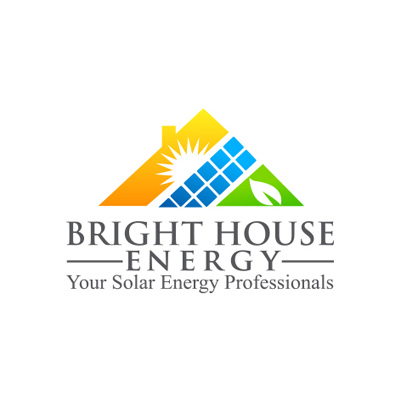 BRIGHT HOUSE
ENERGY
Your Solar Energy Professionals